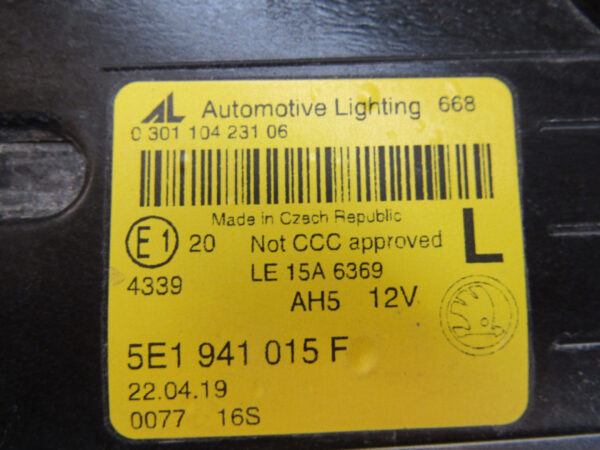 AL Automotive Lighting 668
0 301 104 231 06
Made in Czech Republic
E1 20 Not CCC approved L
4339 LE 15A 6369
AH5 12V
5E1 941 015 F
22.04.19
0077 16S